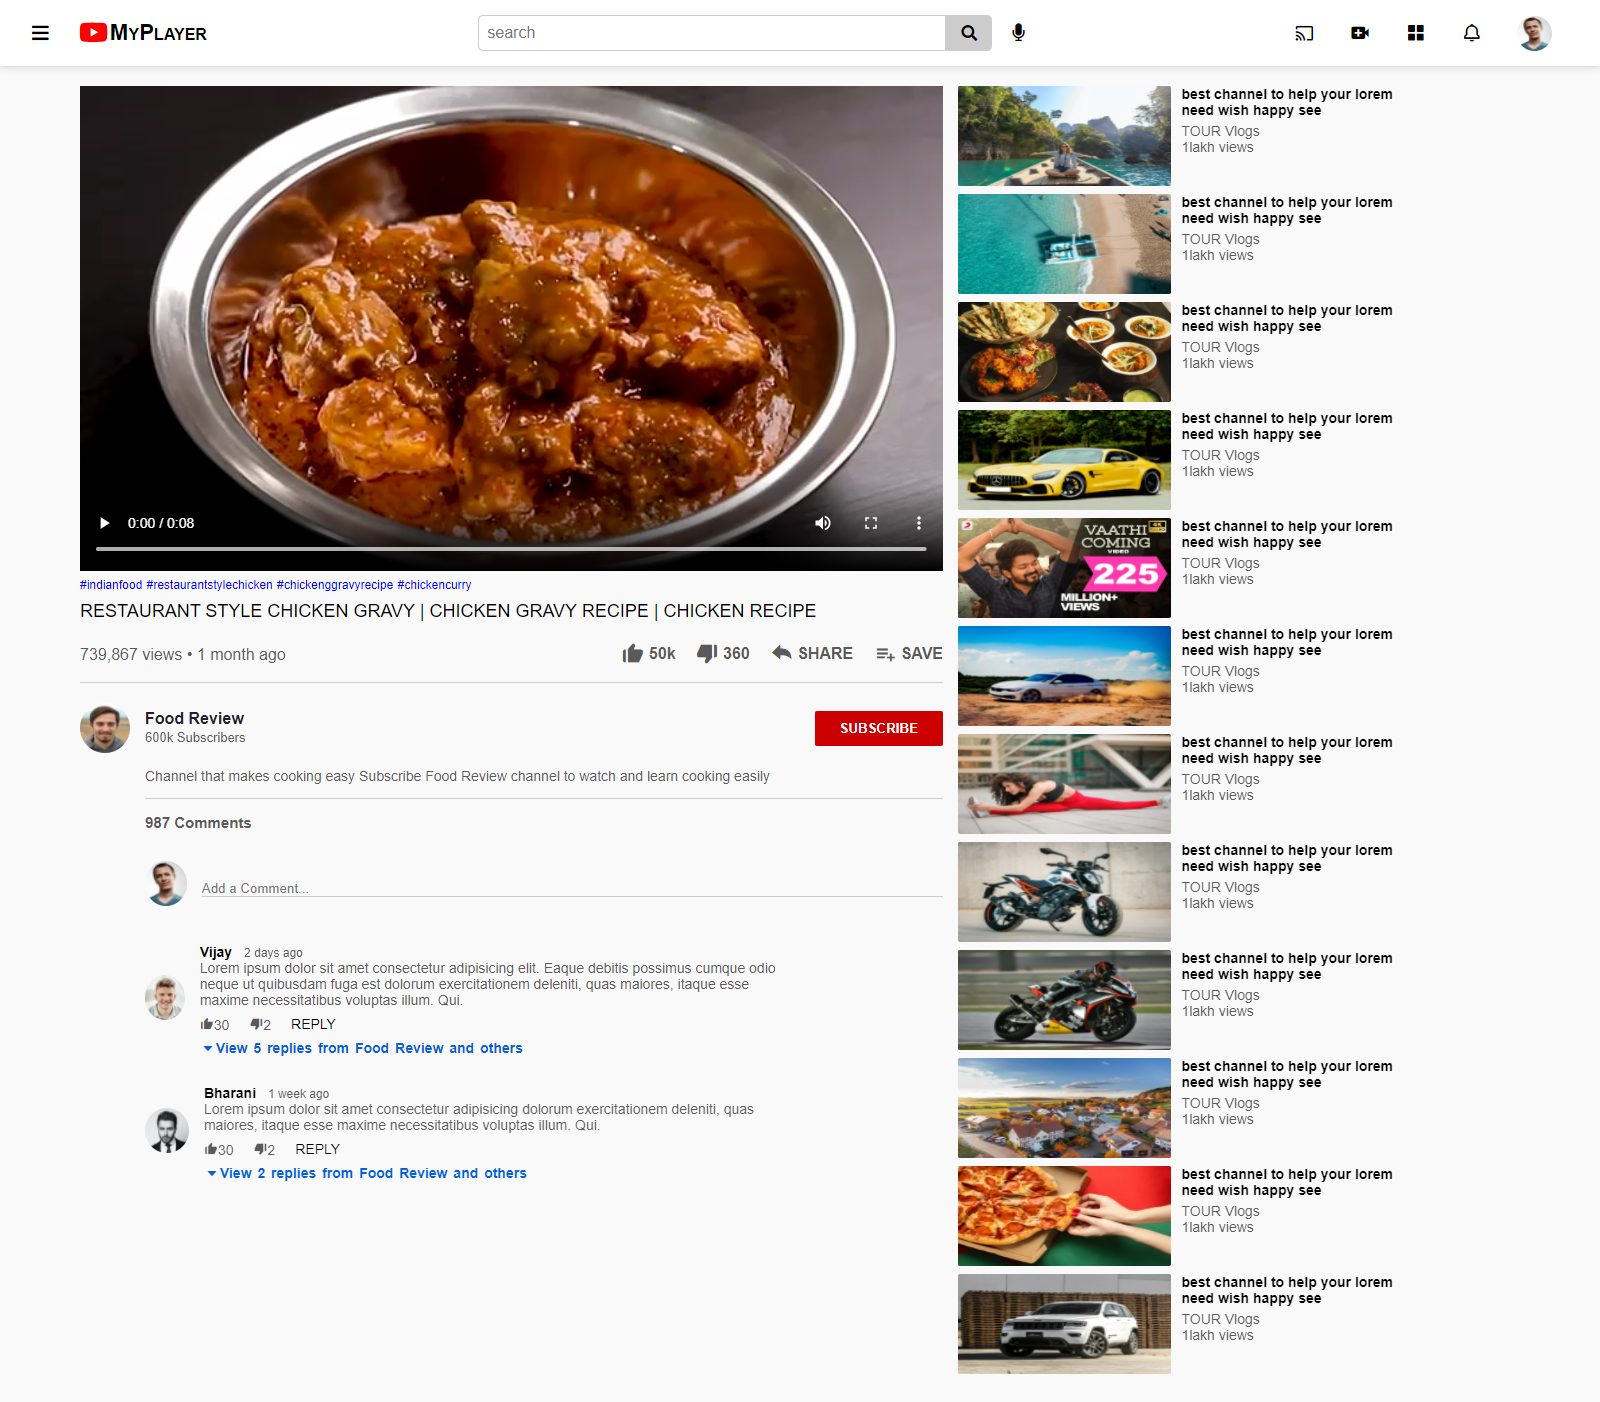 MyPlayer
search
0:00 / 0:08
#indianfood #restaurantstylechicken #chickenggravyrecipe #chickencurry
RESTAURANT STYLE CHICKEN GRAVY | CHICKEN GRAVY RECIPE | CHICKEN RECIPE
739,867 views • 1 month ago
50k
360
SHARE
SAVE
Food Review
600k Subscribers
SUBSCRIBE
Channel that makes cooking easy Subscribe Food Review channel to watch and learn cooking easily
987 Comments
Add a Comment...
Vijay 2 days ago
Lorem ipsum dolor sit amet consectetur adipisicing elit. Eaque debitis possimus cumque odio
neque ut quibusdam fuga est dolorum exercitationem deleniti, quas maiores, itaque esse
maxime necessitatibus voluptas illum. Qui.
30 2 REPLY
View 5 replies from Food Review and others
Bharani 1 week ago
Lorem ipsum dolor sit amet consectetur adipisicing dolorum exercitationem deleniti, quas
maiores, itaque esse maxime necessitatibus voluptas illum. Qui.
30 2 REPLY
View 2 replies from Food Review and others
best channel to help your lorem
need wish happy see
TOUR Vlogs
1lakh views
best channel to help your lorem
need wish happy see
TOUR Vlogs
1lakh views
best channel to help your lorem
need wish happy see
TOUR Vlogs
1lakh views
best channel to help your lorem
need wish happy see
TOUR Vlogs
1lakh views
VAATHI
COMING
VIDEO
4K
225
MILLION+
VIEWS
best channel to help your lorem
need wish happy see
TOUR Vlogs
1lakh views
best channel to help your lorem
need wish happy see
TOUR Vlogs
1lakh views
best channel to help your lorem
need wish happy see
TOUR Vlogs
1lakh views
best channel to help your lorem
need wish happy see
TOUR Vlogs
1lakh views
best channel to help your lorem
need wish happy see
TOUR Vlogs
1lakh views
best channel to help your lorem
need wish happy see
TOUR Vlogs
1lakh views
best channel to help your lorem
need wish happy see
TOUR Vlogs
1lakh views
best channel to help your lorem
need wish happy see
TOUR Vlogs
1lakh views